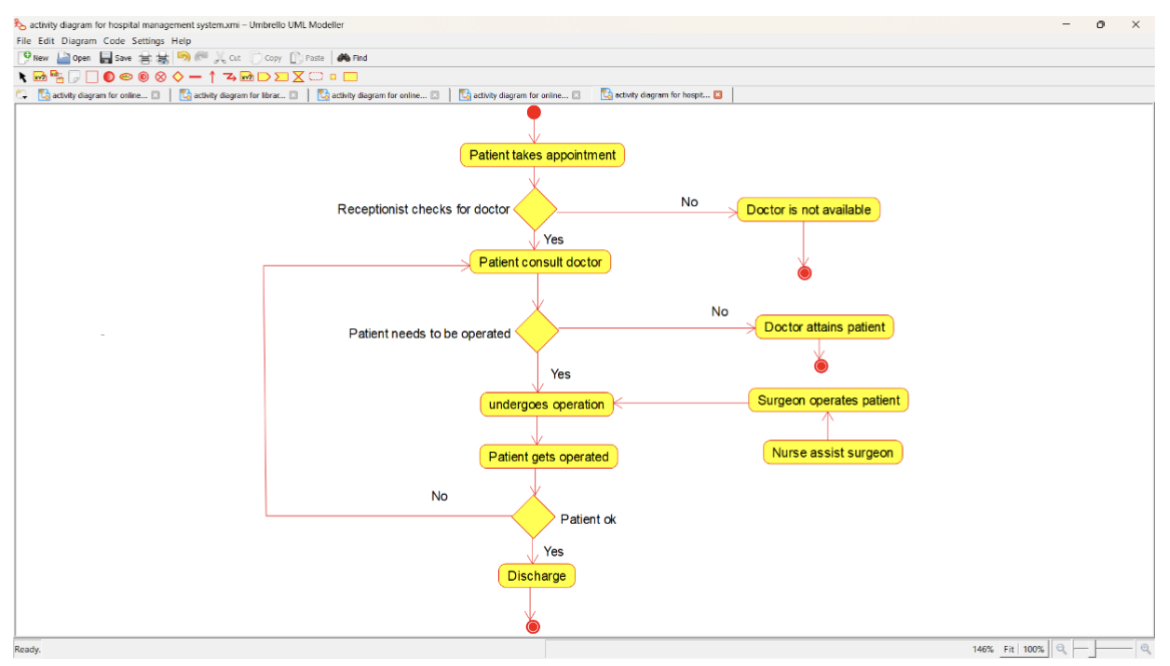 activity diagram for hospital management system.xmi – Umbrello UML Modeller
File Edit Diagram Code Settings Help
New Open Save Cut Copy Paste Find
activity diagram for online... activity diagram for librar... activity diagram for online... activity diagram for online... activity diagram for hospit...
Patient takes appointment
Receptionist checks for doctor
No
Doctor is not available
Yes
Patient consult doctor
Patient needs to be operated
No
Doctor attains patient
Yes
undergoes operation
Surgeon operates patient
Patient gets operated
Nurse assist surgeon
No
Patient ok
Yes
Discharge
Ready.
146% Fit 100%